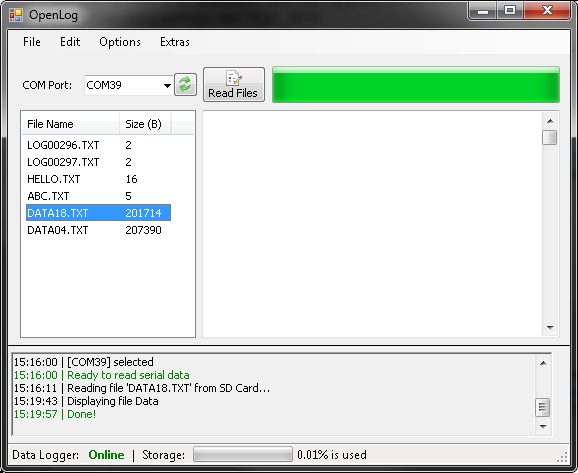 OpenLog
File Edit Options Extras
COM Port: COM39 Read Files
File Name Size (B)
LOG00296.TXT 2
LOG00297.TXT 2
HELLO.TXT 16
ABC.TXT 5
DATA18.TXT 201714
DATA04.TXT 207390
15:16:00 | [COM39] selected
15:16:00 | Ready to read serial data
15:16:11 | Reading file 'DATA18.TXT' from SD Card...
15:19:43 | Displaying file Data
15:19:57 | Done!
Data Logger: Online | Storage: 0.01% is used